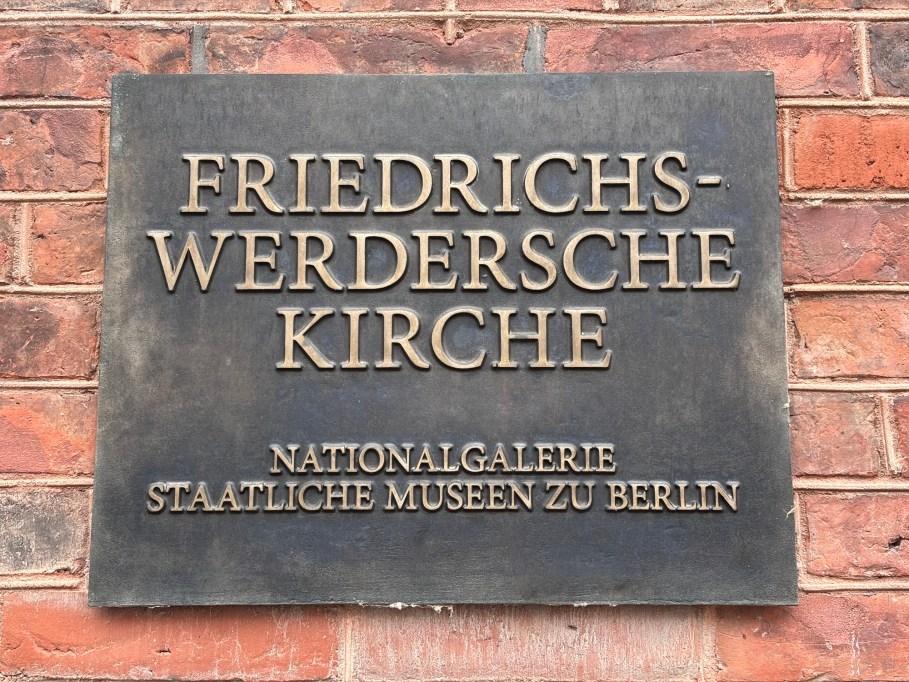 FRIEDRICHS-
WERDERSCHE
KIRCHE
NATIONALGALERIE
STAATLICHE MUSEEN ZU BERLIN